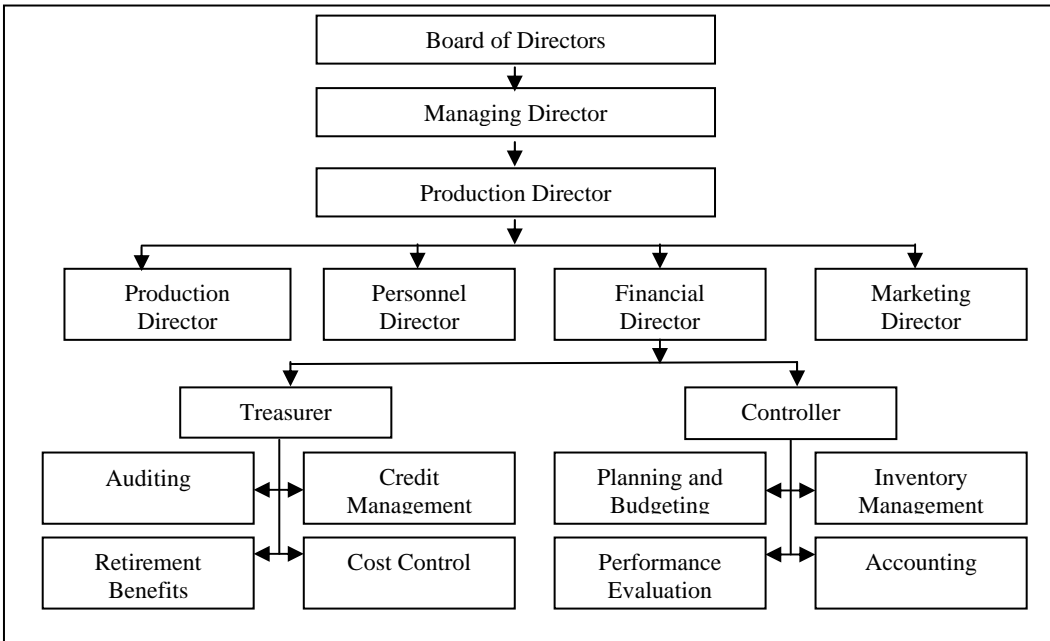 Board of Directors
Managing Director
Production Director
Production
Director
Personnel
Director
Financial
Director
Marketing
Director
Treasurer
Controller
Auditing
Credit
Management
Planning and
Budgeting
Inventory
Management
Retirement
Benefits
Cost Control
Performance
Evaluation
Accounting